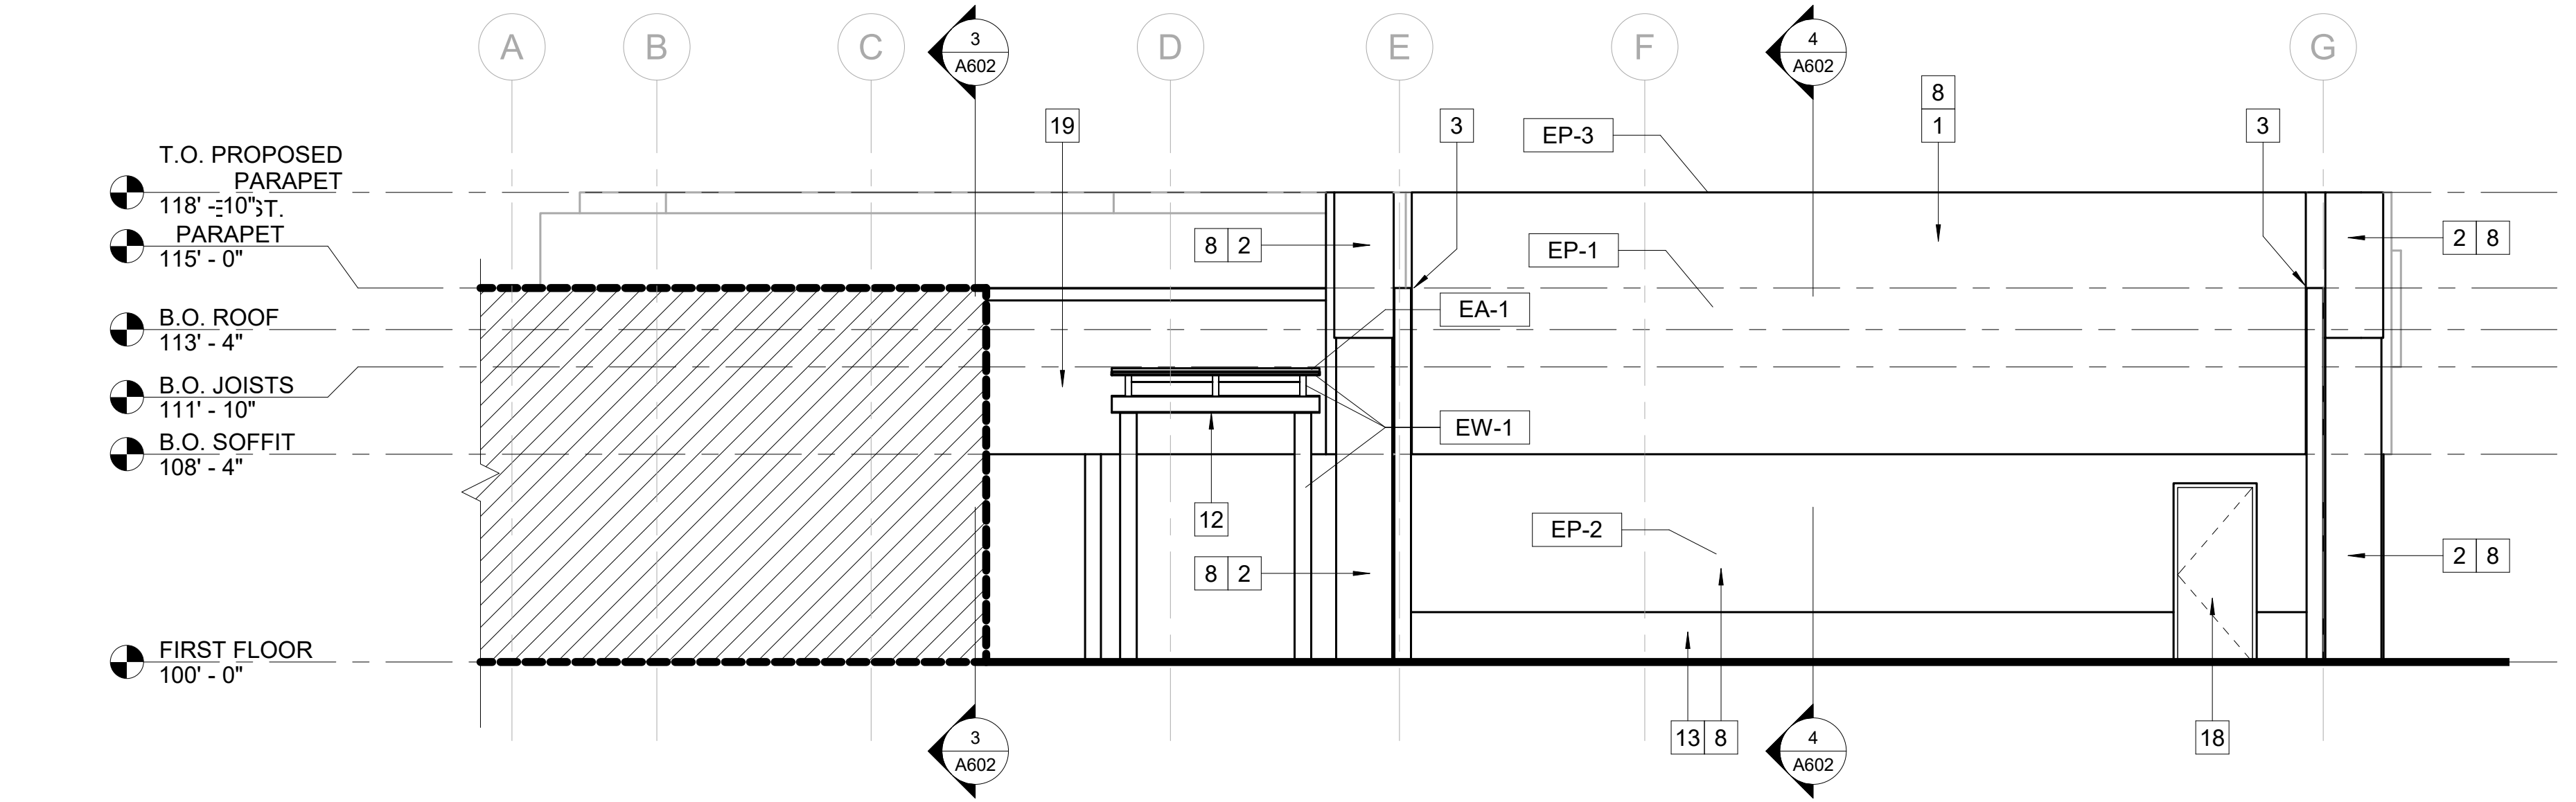 A B C 3 D E F 4 G
A602 A602
8
19 3 EP-3 1 3
T.O. PROPOSED
PARAPET
118' - 10"
PARAPET
115' - 0"
8 2 EP-1 2 8
EA-1
B.O. ROOF
113' - 4"
B.O. JOISTS
111' - 10"
EW-1
B.O. SOFFIT
108' - 4"
12 EP-2
8 2 2 8
FIRST FLOOR
100' - 0"
3 13 8 4 18
A602 A602